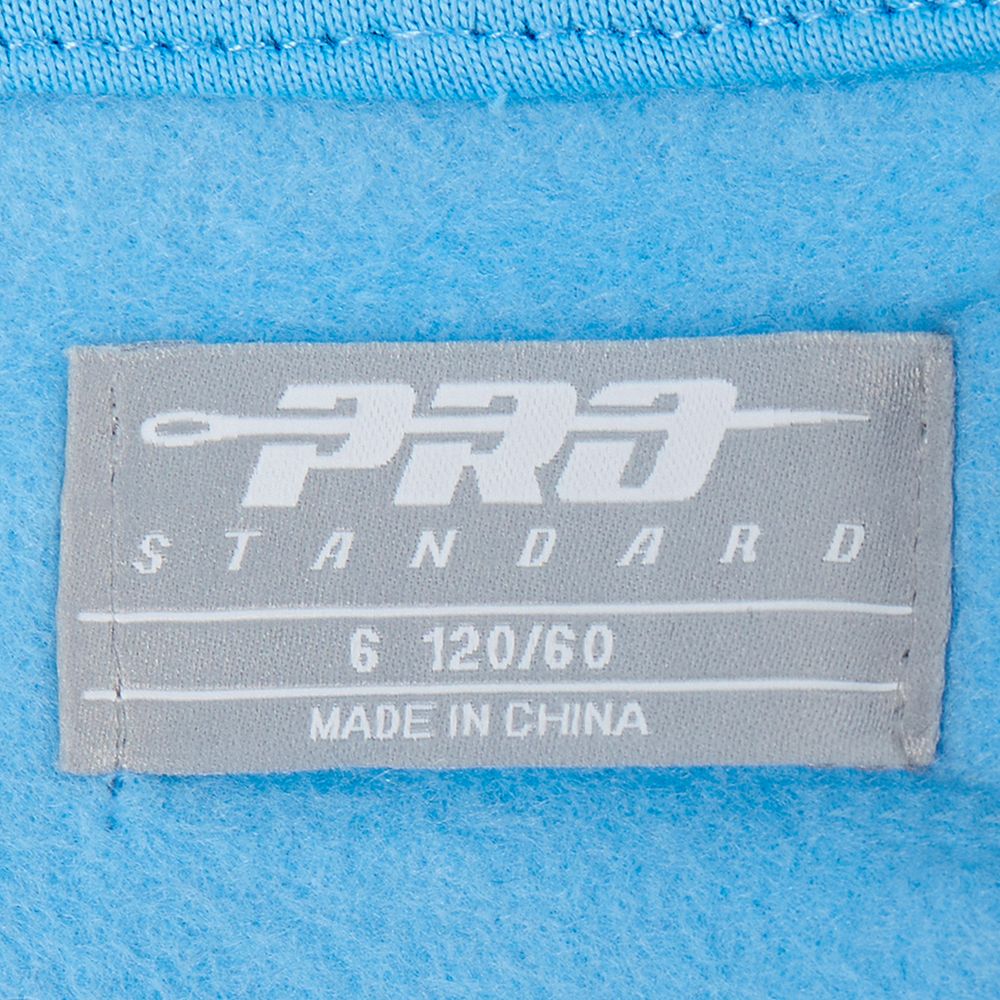 PRO
STANDARD
6 120/60
MADE IN CHINA